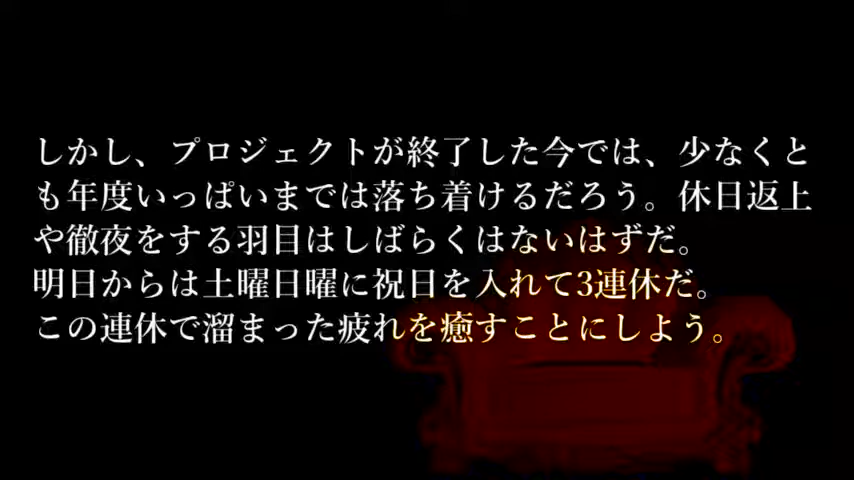 しかし、プロジェクトが終了した今では、少なくと
も年度いっぱいまでは落ち着けるだろう。休日返上
や徹夜をする羽目はしばらくはないはずだ。
明日からは土曜日曜に祝日を入れて3連休だ。
この連休で溜まった疲れを癒すことにしよう。